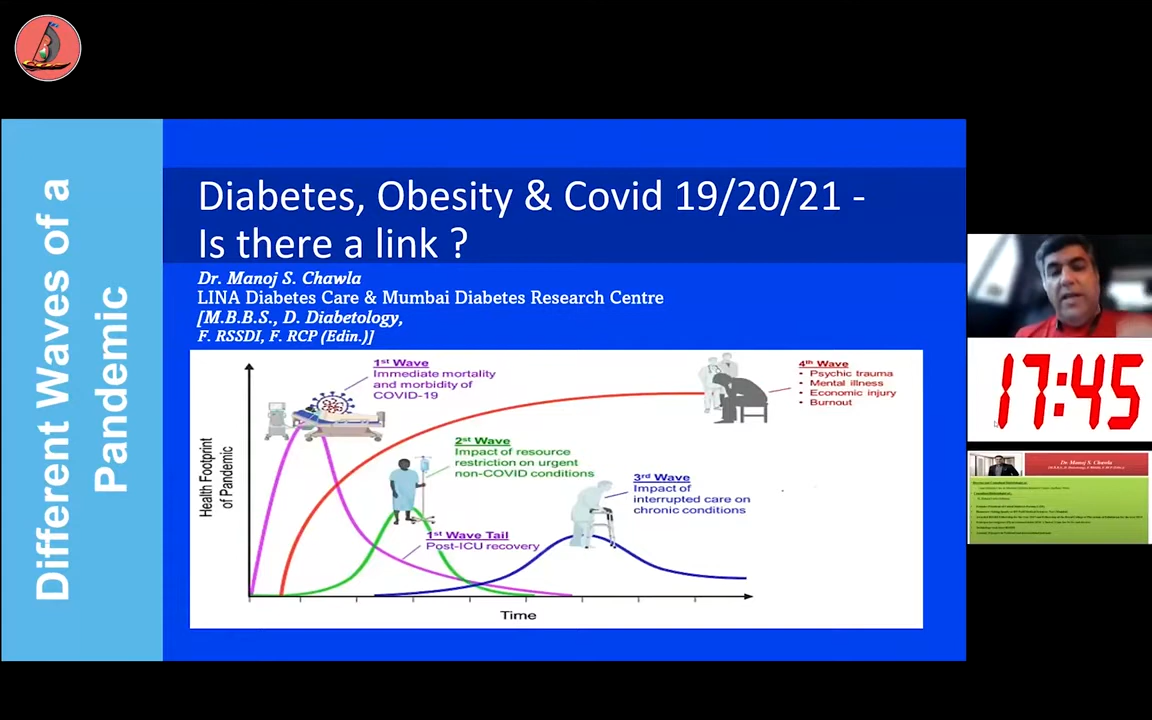 Different Waves of a
Pandemic
Diabetes, Obesity & Covid 19/20/21 -
Is there a link ?
Dr. Manoj S. Chawla
LINA Diabetes Care & Mumbai Diabetes Research Centre
[M.B.B.S., D. Diabetology,
F. RSSDI, F. RCP (Edin.)]
1st Wave
Immediate mortality
and morbidity of
COVID-19
4th Wave
• Psychic trauma
• Mental illness
• Economic injury
• Burnout
2st Wave
Impact of resource
restriction on urgent
non-COVID conditions
3rd Wave
Impact of
interrupted care on
chronic conditions
1st Wave Tail
Post-ICU recovery
Health Footprint
of Pandemic
Time
17:45
Dr. Manoj S. Chawla